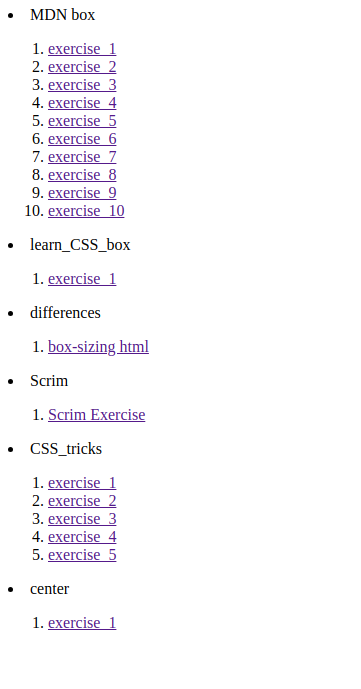 • MDN box
1. exercise_1
2. exercise_2
3. exercise_3
4. exercise_4
5. exercise_5
6. exercise_6
7. exercise_7
8. exercise_8
9. exercise_9
10. exercise_10
• learn_CSS_box
1. exercise_1
• differences
1. box-sizing html
• Scrim
1. Scrim Exercise
• CSS_tricks
1. exercise_1
2. exercise_2
3. exercise_3
4. exercise_4
5. exercise_5
• center
1. exercise_1